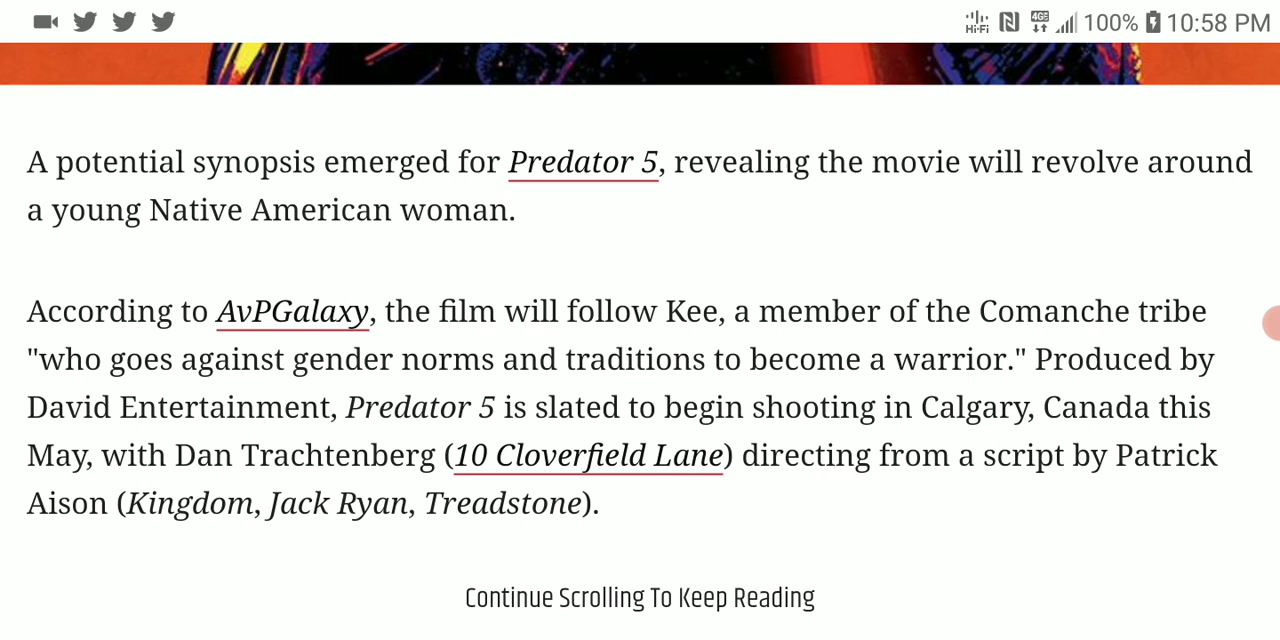 Hi-Fi 4GE 100% 10:58 PM
A potential synopsis emerged for Predator 5, revealing the movie will revolve around
a young Native American woman.
According to AvPGalaxy, the film will follow Kee, a member of the Comanche tribe
"who goes against gender norms and traditions to become a warrior." Produced by
David Entertainment, Predator 5 is slated to begin shooting in Calgary, Canada this
May, with Dan Trachtenberg (10 Cloverfield Lane) directing from a script by Patrick
Aison (Kingdom, Jack Ryan, Treadstone).
Continue Scrolling To Keep Reading